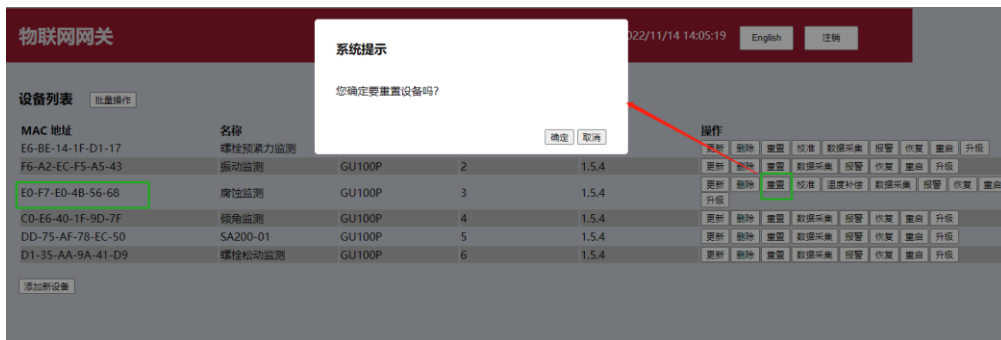 物联网网关
022/11/14 14:05:19 English 注销
系统提示
您确定要重置设备吗?
确定 取消
设备列表 批量操作
MAC 地址 名称 操作
E6-BE-14-1F-D1-17 螺栓预紧力监测 更新 删除 重置 校准 数据采集 报警 恢复 重启 升级
F6-A2-EC-F5-A5-43 振动监测 GU100P 2 1.5.4 更新 删除 重置 数据采集 报警 恢复 重启 升级
E0-F7-E0-4B-56-68 腐蚀监测 GU100P 3 1.5.4 更新 删除 重置 校准 温度补偿 数据采集 报警 恢复 重启
升级
C0-E6-40-1F-9D-7F 倾角监测 GU100P 4 1.5.4 更新 删除 重置 数据采集 报警 恢复 重启 升级
DD-75-AF-78-EC-50 SA200-01 GU100P 5 1.5.4 更新 删除 重置 数据采集 报警 恢复 重启 升级
D1-35-AA-9A-41-D9 螺栓松动监测 GU100P 6 1.5.4 更新 删除 重置 数据采集 报警 恢复 重启 升级
添加新设备